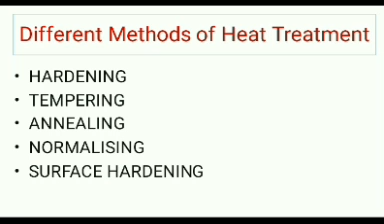 Different Methods of Heat Treatment
• HARDENING
• TEMPERING
• ANNEALING
• NORMALISING
• SURFACE HARDENING